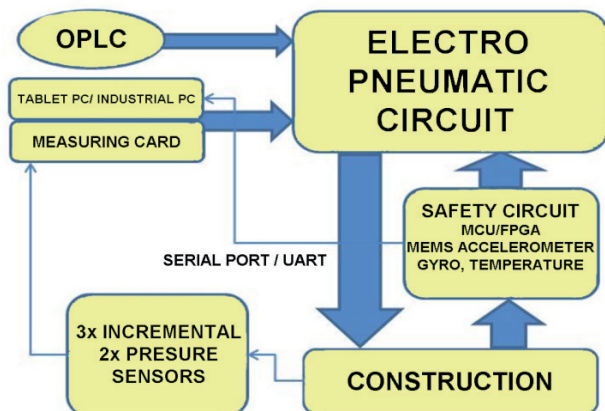 OPLC
ELECTRO
PNEUMATIC
CIRCUIT
TABLET PC/ INDUSTRIAL PC
MEASURING CARD
SAFETY CIRCUIT
MCU/FPGA
MEMS ACCELEROMETER
GYRO, TEMPERATURE
SERIAL PORT / UART
3x INCREMENTAL
2x PRESURE
SENSORS
CONSTRUCTION